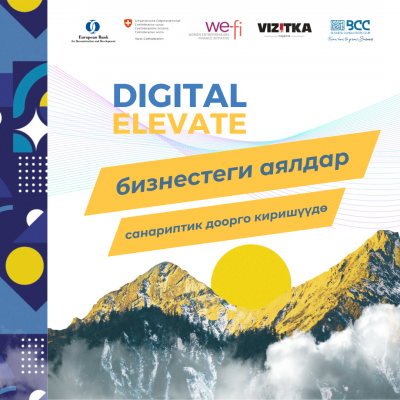 European Bank
for Reconstruction and Development
we-fi
WOMEN ENTREPRENEURS
FINANCE INITIATIVE
VIZITKA
BCC
DIGITAL
ELEVATE
бизнестеги аялдар
санариптик доорго киришүүдө